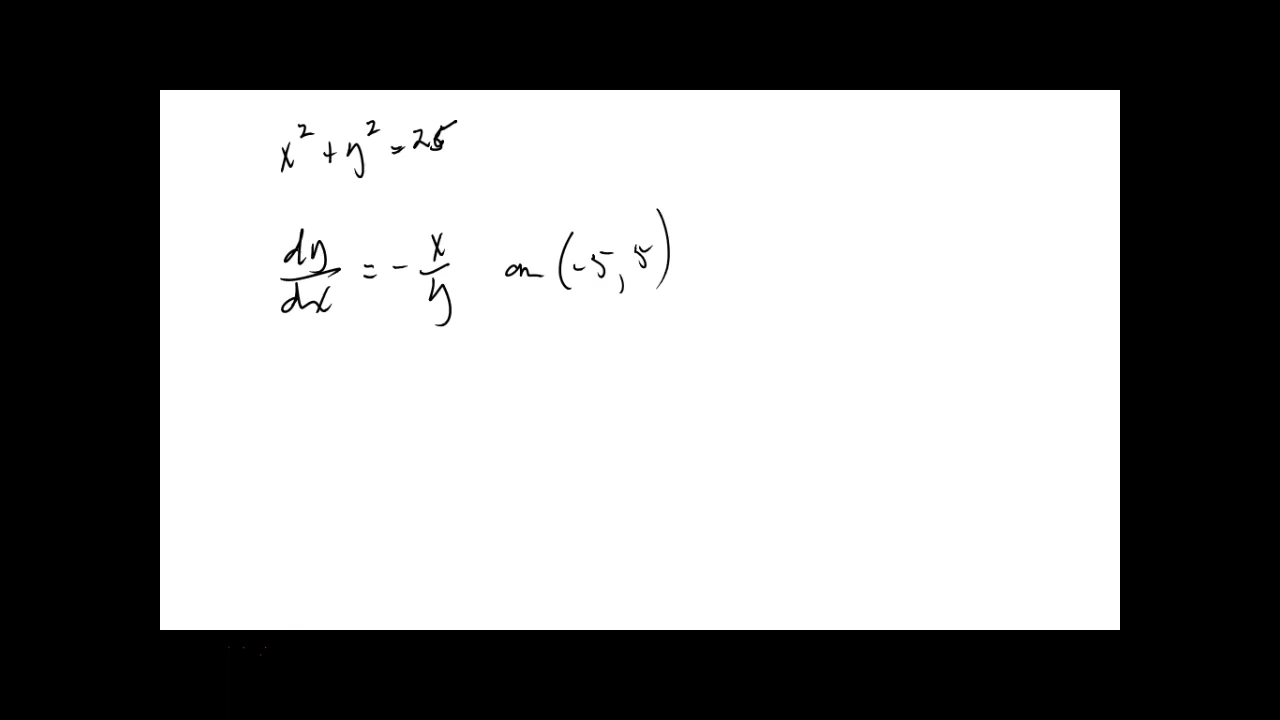 x² + y² = 25
dy/dx = - x/y on (-5, 5)